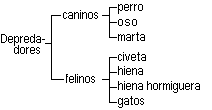 Depreda-
dores
caninos
perro
oso
marta
felinos
civeta
hiena
hiena hormiguera
gatos